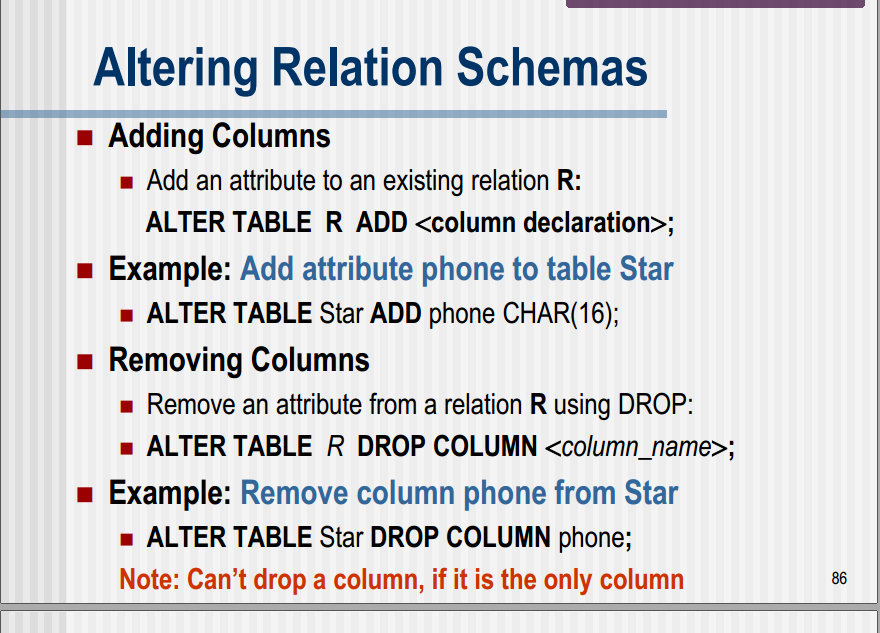 Altering Relation Schemas
Adding Columns
Add an attribute to an existing relation R:
ALTER TABLE R ADD <column declaration>;
Example: Add attribute phone to table Star
ALTER TABLE Star ADD phone CHAR(16);
Removing Columns
Remove an attribute from a relation R using DROP:
ALTER TABLE R DROP COLUMN <column_name>;
Example: Remove column phone from Star
ALTER TABLE Star DROP COLUMN phone;
Note: Can't drop a column, if it is the only column
86